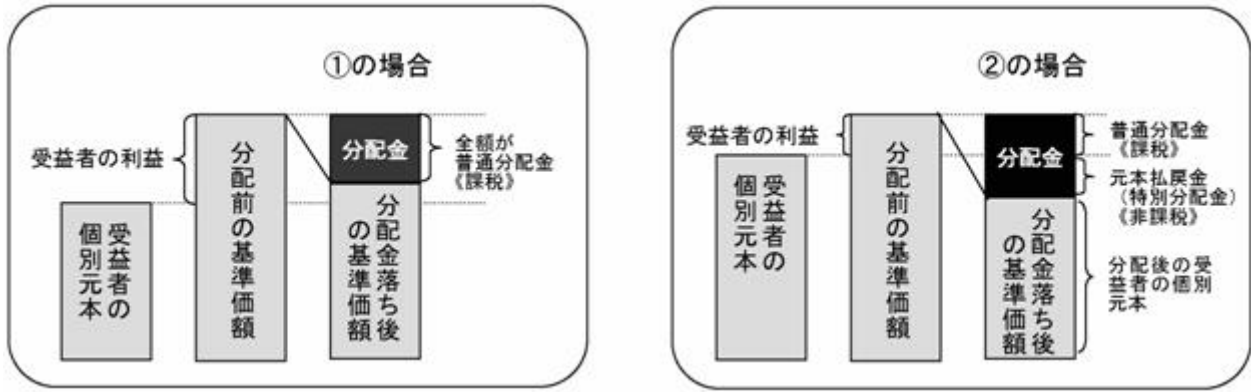 ①の場合
受益者の利益
受益者の
個別元本
分配前の基準価額
分配金
分配金落ち後
の基準価額
全額が
普通分配金
《課税》
②の場合
受益者の利益
受益者の
個別元本
分配前の基準価額
分配金
分配金落ち後
の基準価額
普通分配金
《課税》
元本払戻金
（特別分配金）
《非課税》
分配後の受
益者の個別
元本